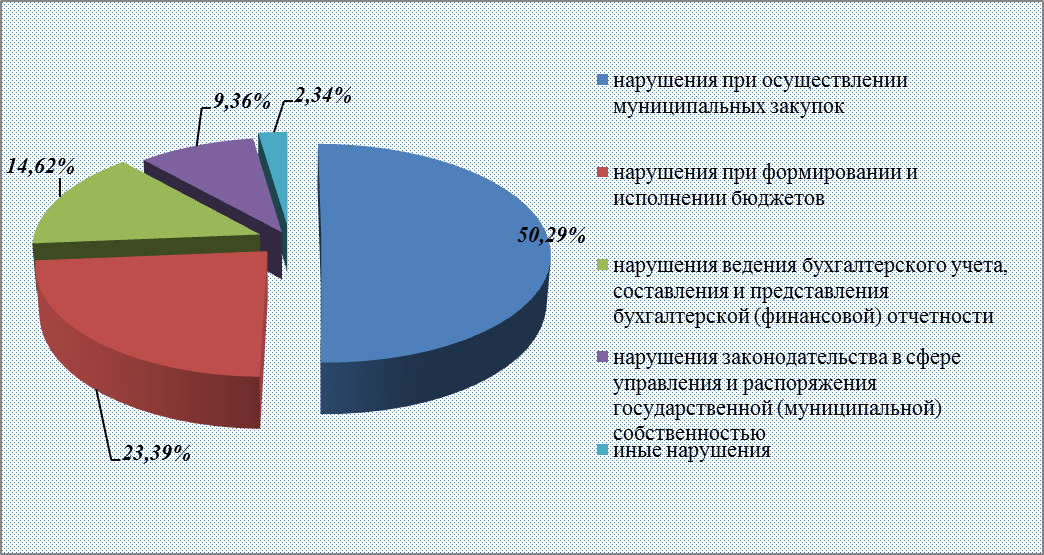 9,36%
2,34%
14,62%
50,29%
23,39%
нарушения при осуществлении
муниципальных закупок
нарушения при формировании и
исполнении бюджетов
нарушения ведения бухгалтерского учета,
составления и представления
бухгалтерской (финансовой) отчетности
нарушения законодательства в сфере
управления и распоряжения
государственной (муниципальной)
собственностью
иные нарушения